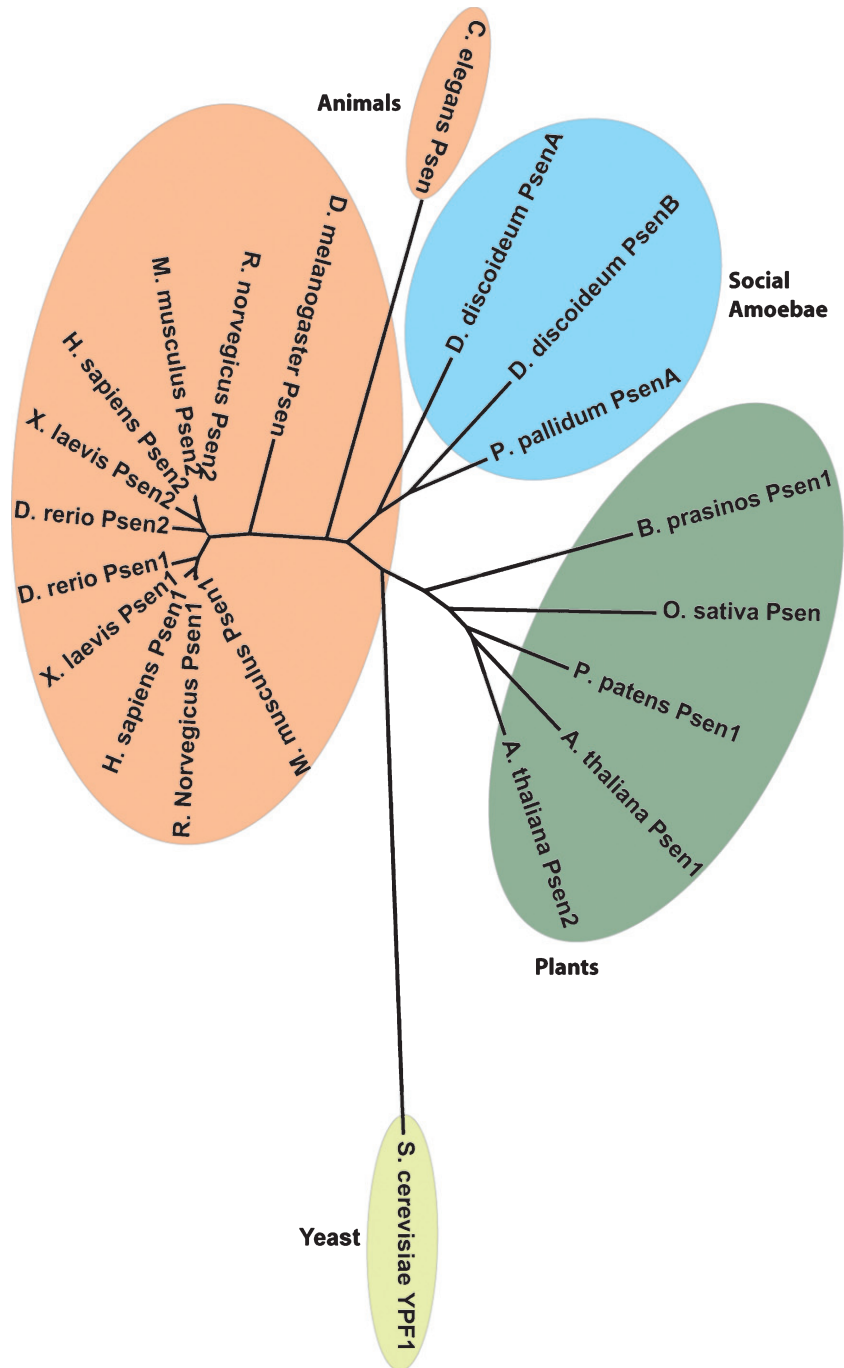 C. elegans Psen
Animals
D. discoideum PsenA
D. discoideum PsenB
P. pallidum PsenA
Social
Amoebae
D. melanogaster Psen
R. norvegicus Psen2
M. musculus Psen2
H. sapiens Psen2
X. laevis Psen2
D. rerio Psen2
D. rerio Psen1
X. laevis Psen1
H. sapiens Psen1
R. Norvegicus Psen1
M. musculus Psen1
B. prasinos Psen1
O. sativa Psen
P. patens Psen1
A. thaliana Psen1
A. thaliana Psen2
Plants
Yeast
S. cerevisiae YPF1